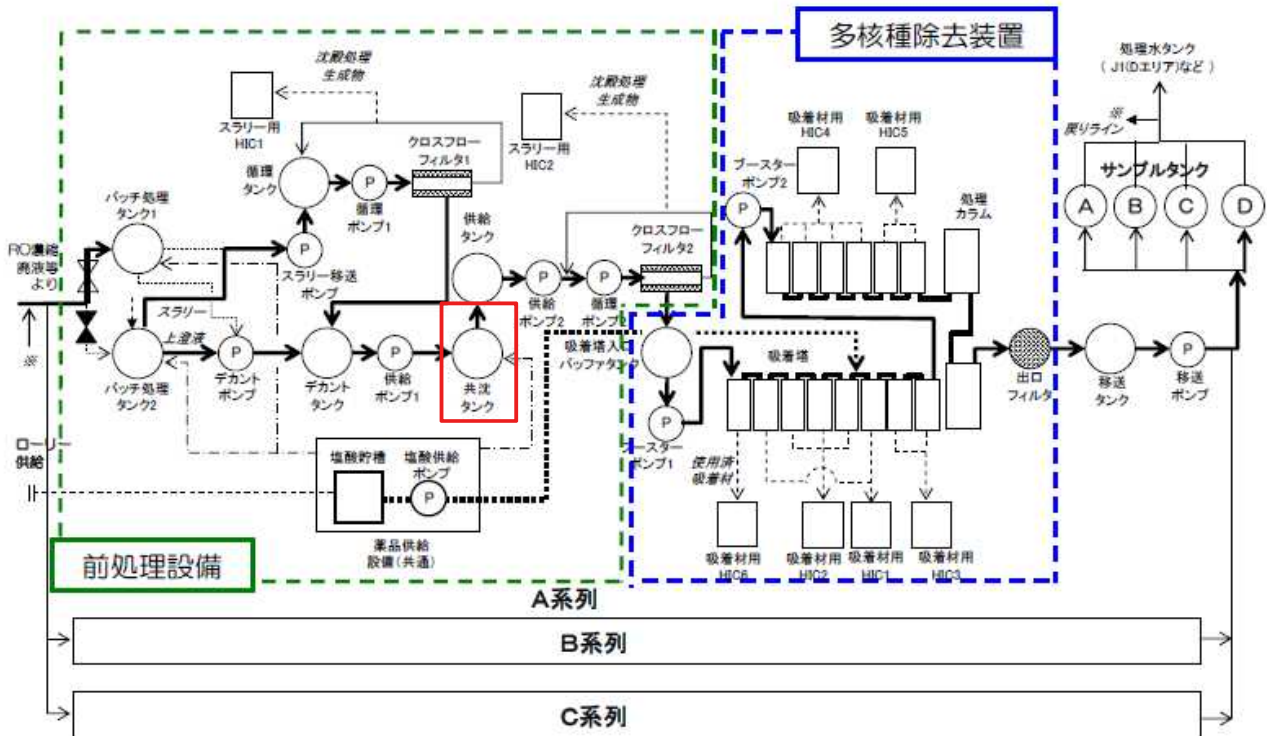 多核種除去装置
処理水タンク
( J1(Dエリア)など )
沈殿処理
生成物
沈殿処理
生成物
※
戻りライン
スラリー用
HIC1
スラリー用
HIC2
吸着材用
HIC4
吸着材用
HIC5
クロスフロー
フィルタ1
循環
タンク
P
循環
ポンプ1
ブースター
ポンプ2
P
処理
カラム
サンプルタンク
A
B
C
D
バッチ処理
タンク1
供給
タンク
クロスフロー
フィルタ2
RO濃縮
廃液等
より
P
スラリー移送
ポンプ
P
供給
ポンプ2
P
循環
ポンプ2
スラリー
上澄液
※
バッチ処理
タンク2
P
デカント
ポンプ
デカント
タンク
P
供給
ポンプ1
共沈
タンク
吸着塔入
バッファタンク
吸着塔
出口
フィルタ
移送
タンク
P
移送
ポンプ
P
ースター
ポンプ1
使用済
吸着材
ローリー
供給
塩酸貯槽
塩酸供給
ポンプ
P
薬品供給
設備(共通)
吸着材用
HIC6
吸着材用
HIC2
吸着材用
HIC1
吸着材用
HIC3
前処理設備
A系列
B系列
C系列